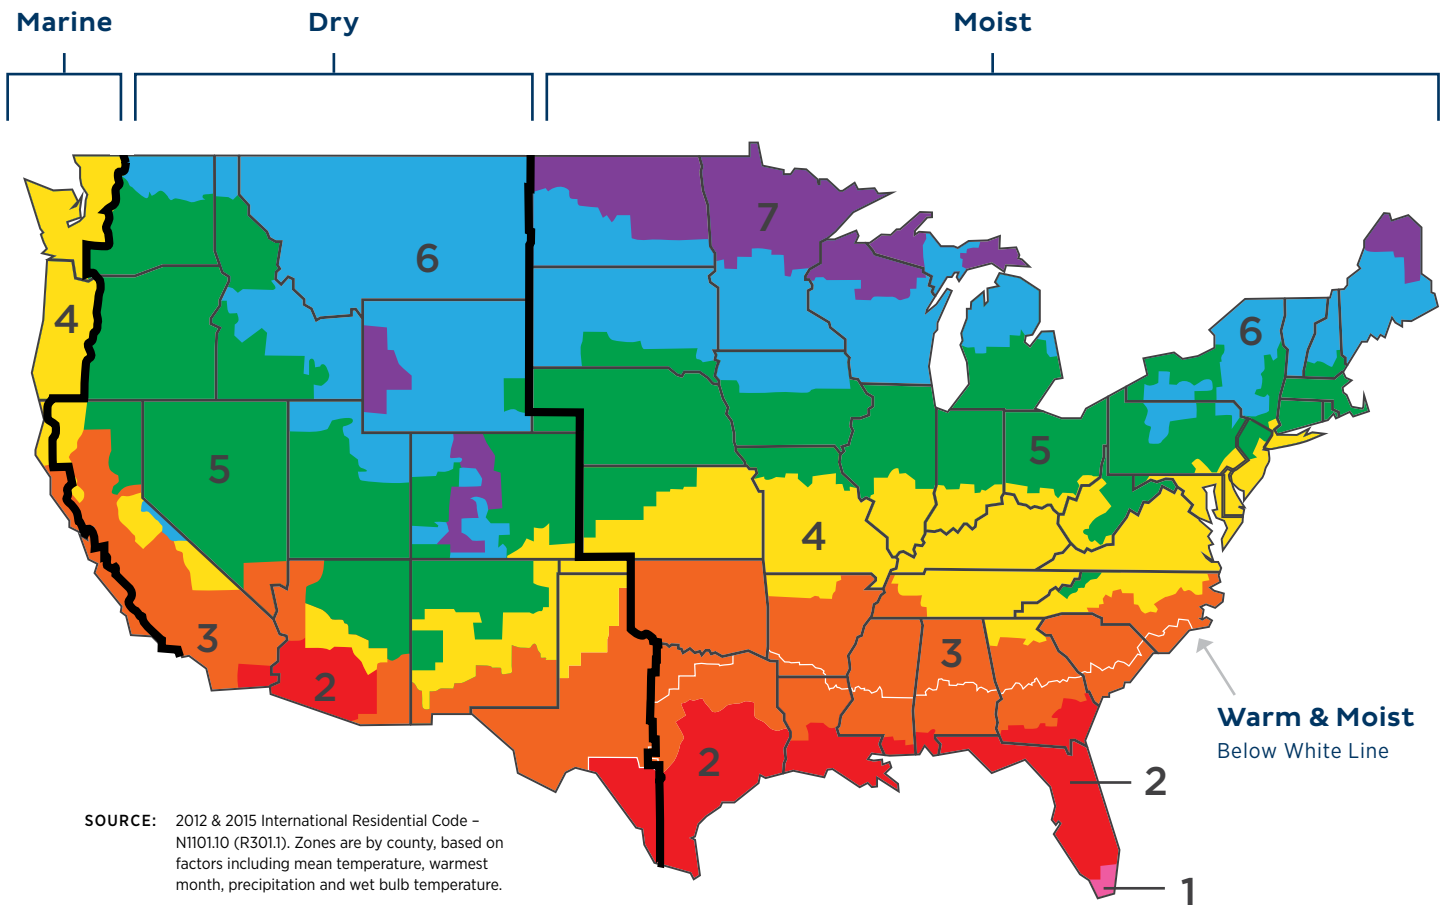 Marine
Dry
Moist
7
6
4
6
5
5
4
3
3
2
Warm & Moist
Below White Line
2
2
1
SOURCE: 2012 & 2015 International Residential Code –
N1101.10 (R301.1). Zones are by county, based on
factors including mean temperature, warmest
month, precipitation and wet bulb temperature.